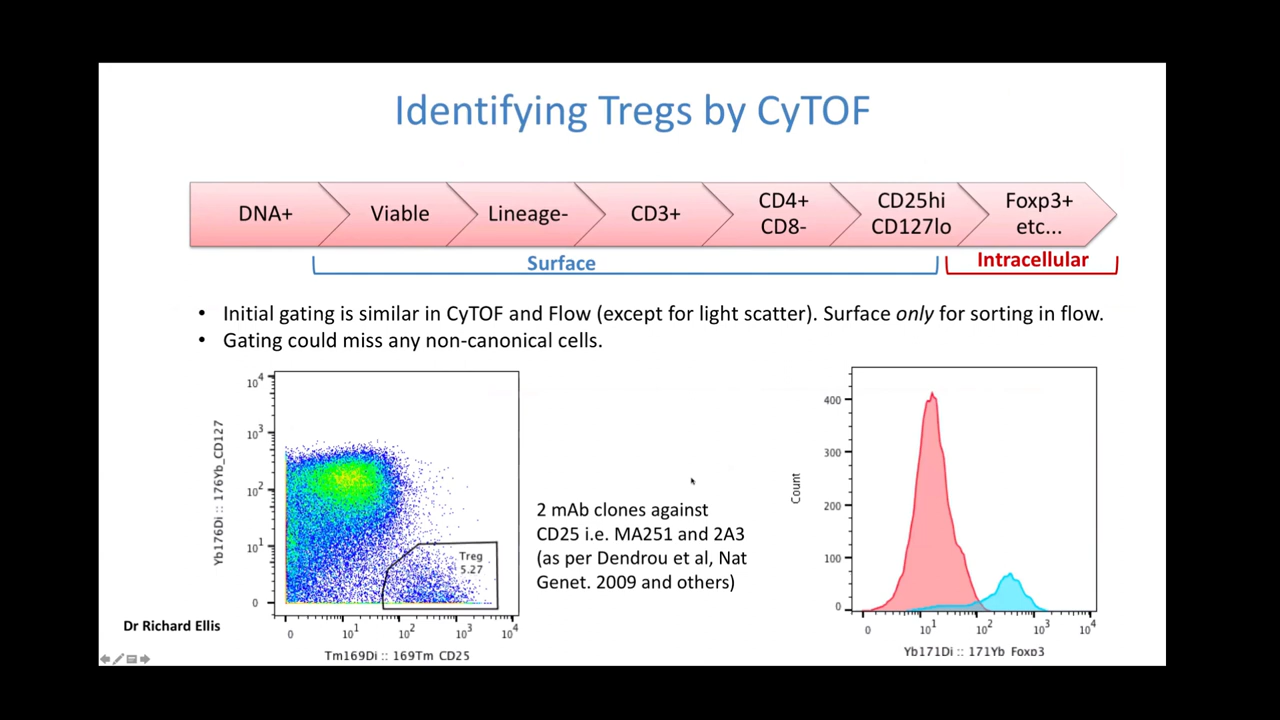 Identifying Tregs by CyTOF
DNA+
Viable
Lineage-
CD3+
CD4+
CD8-
CD25hi
CD127lo
Foxp3+
etc...
Surface
Intracellular
• Initial gating is similar in CyTOF and Flow (except for light scatter). Surface only for sorting in flow.
• Gating could miss any non-canonical cells.
Yb176Di :: 176Yb_CD127
10^4
10^3
10^2
10^1
0
Treg
5.27
0
10^1
10^2
10^3
10^4
Tm169Di :: 169Tm_CD25
2 mAb clones against
CD25 i.e. MA251 and 2A3
(as per Dendrou et al, Nat
Genet. 2009 and others)
Count
400
300
200
100
0
0
10^1
10^2
10^3
10^4
Yb171Di :: 171Yb_Foxp3
Dr Richard Ellis